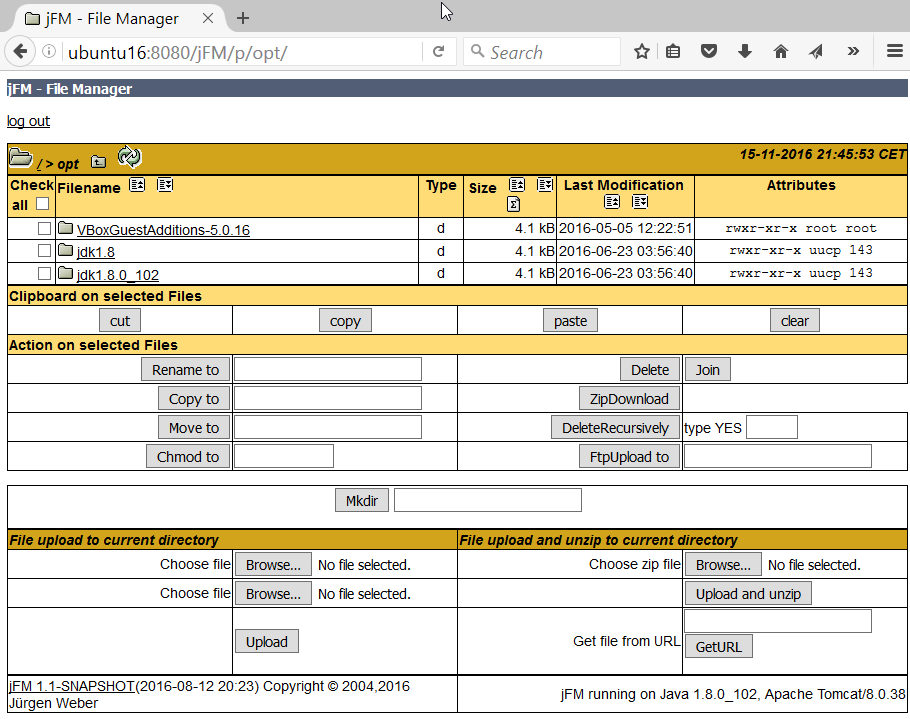 jFM - File Manager
ubuntu16:8080/jFM/p/opt/
Search
jFM - File Manager
log out
/ > opt 15-11-2016 21:45:53 CET
Check all Filename Type Size Last Modification Attributes
VBoxGuestAdditions-5.0.16 d 4.1 kB 2016-05-05 12:22:51 rwxr-xr-x root root
jdk1.8 d 4.1 kB 2016-06-23 03:56:40 rwxr-xr-x uucp 143
jdk1.8.0_102 d 4.1 kB 2016-06-23 03:56:40 rwxr-xr-x uucp 143
Clipboard on selected Files
cut copy paste clear
Action on selected Files
Rename to Delete Join
Copy to ZipDownload
Move to DeleteRecursively type YES
Chmod to FtpUpload to
Mkdir
File upload to current directory File upload and unzip to current directory
Choose file Browse... No file selected. Choose zip file Browse... No file selected.
Choose file Browse... No file selected. Upload and unzip
Upload Get file from URL GetURL
jFM 1.1-SNAPSHOT(2016-08-12 20:23) Copyright © 2004,2016
Jürgen Weber
jFM running on Java 1.8.0_102, Apache Tomcat/8.0.38